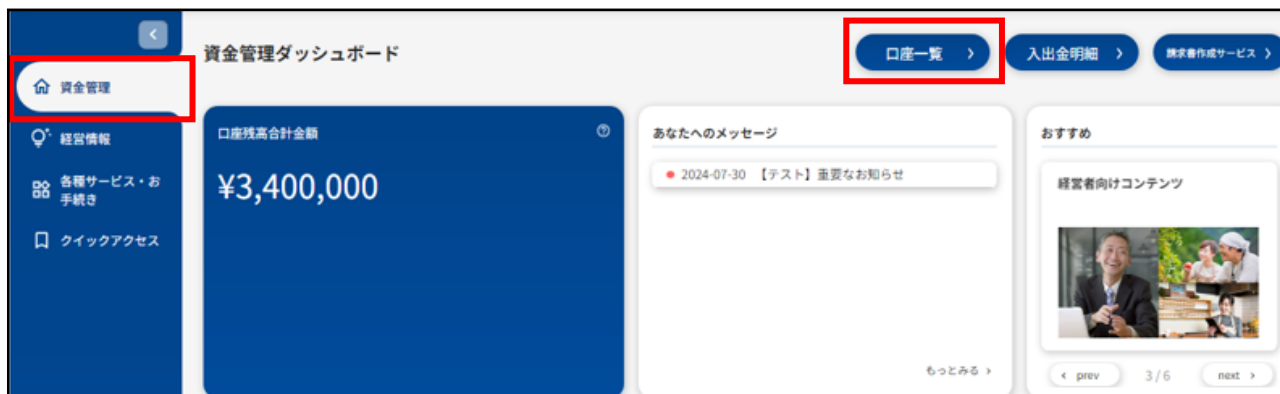 資金管理
経営情報
各種サービス・お
手続き
クイックアクセス
資金管理ダッシュボード
口座一覧
入出金明細
請求書作成サービス
口座残高合計金額
¥3,400,000
あなたへのメッセージ
2024-07-30 【テスト】重要なお知らせ
もっとみる
おすすめ
経営者向けコンテンツ
prev
3/6
next